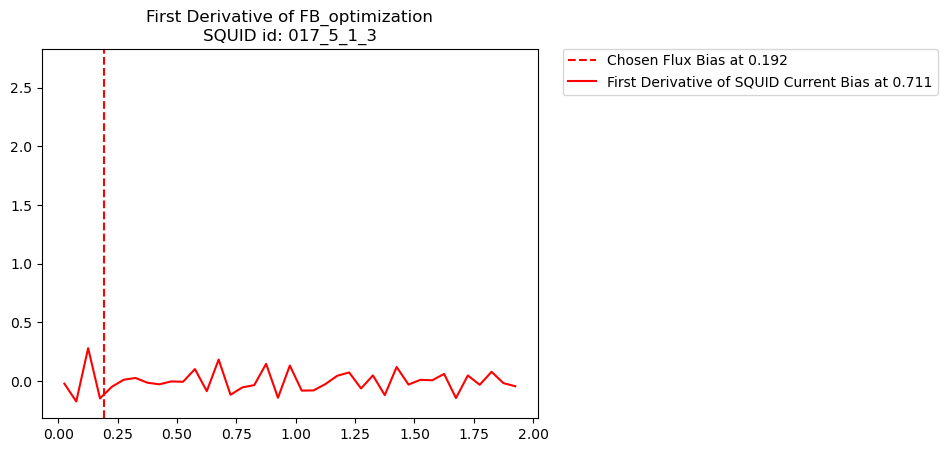 First Derivative of FB_optimization
SQUID id: 017_5_1_3
Chosen Flux Bias at 0.192
First Derivative of SQUID Current Bias at 0.711
2.5
2.0
1.5
1.0
0.5
0.0
0.00 0.25 0.50 0.75 1.00 1.25 1.50 1.75 2.00